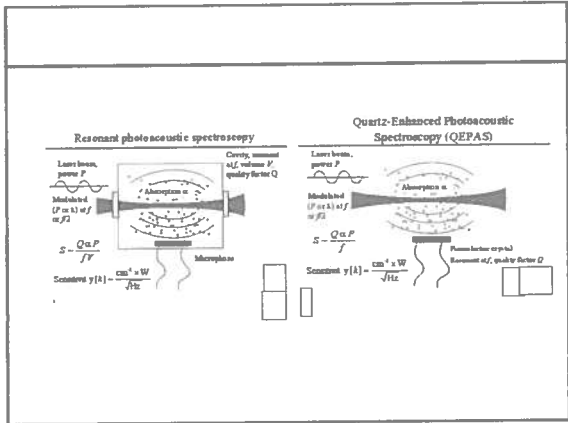 Resonant photoacoustic spectroscopy
Laser beam,
power P
Cavity, resonant
at f, volume V,
quality factor Q
Absorption α
Modulated
(P or λ) at f
or f/2
S ~ QαP / fV
Microphone
Sensitivity [k] ~ cm⁻¹ × W / √Hz
Quartz-Enhanced Photoacoustic
Spectroscopy (QEPAS)
Laser beam,
power P
Absorption α
Modulated
(P or λ) at f
or f/2
S ~ QαP / f
crystal
Resonant at f, quality factor Q
Sensitivity [k] ~ cm⁻¹ × W / √Hz